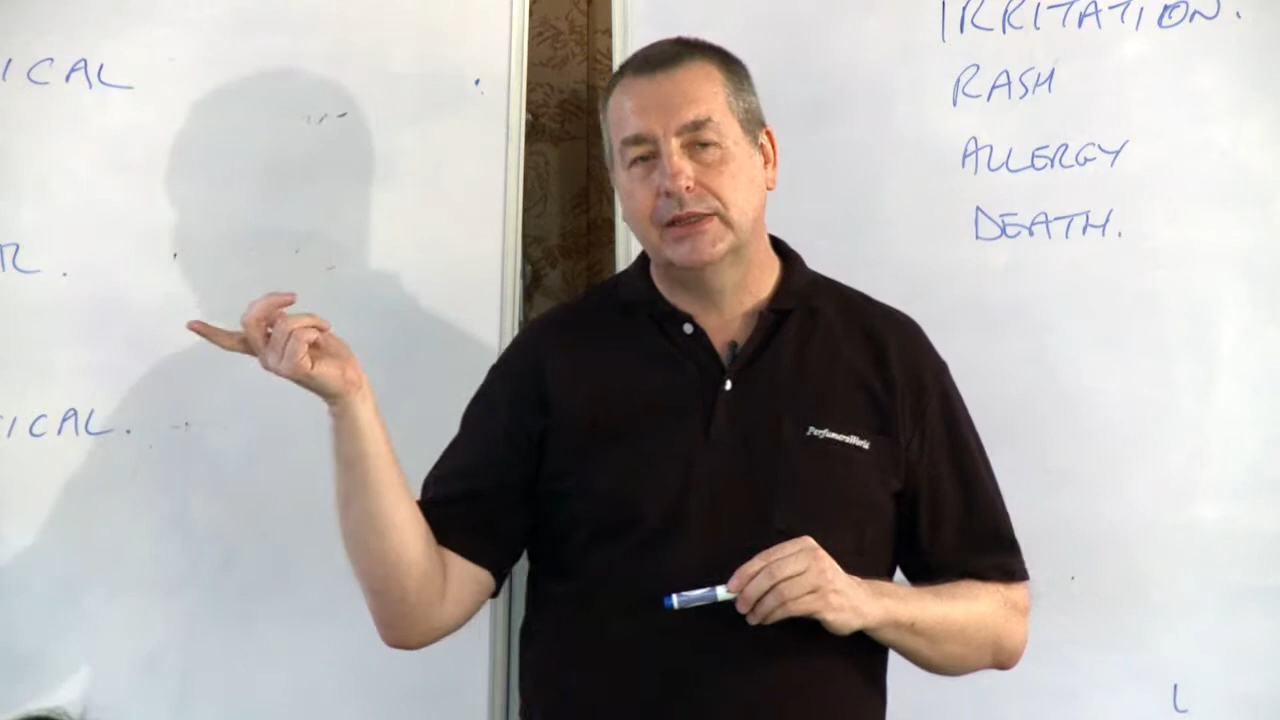 ICAL
R.
ICAL.
IRRITATION.
RASH
ALLERGY
DEATH.
PerfumersWorld
L